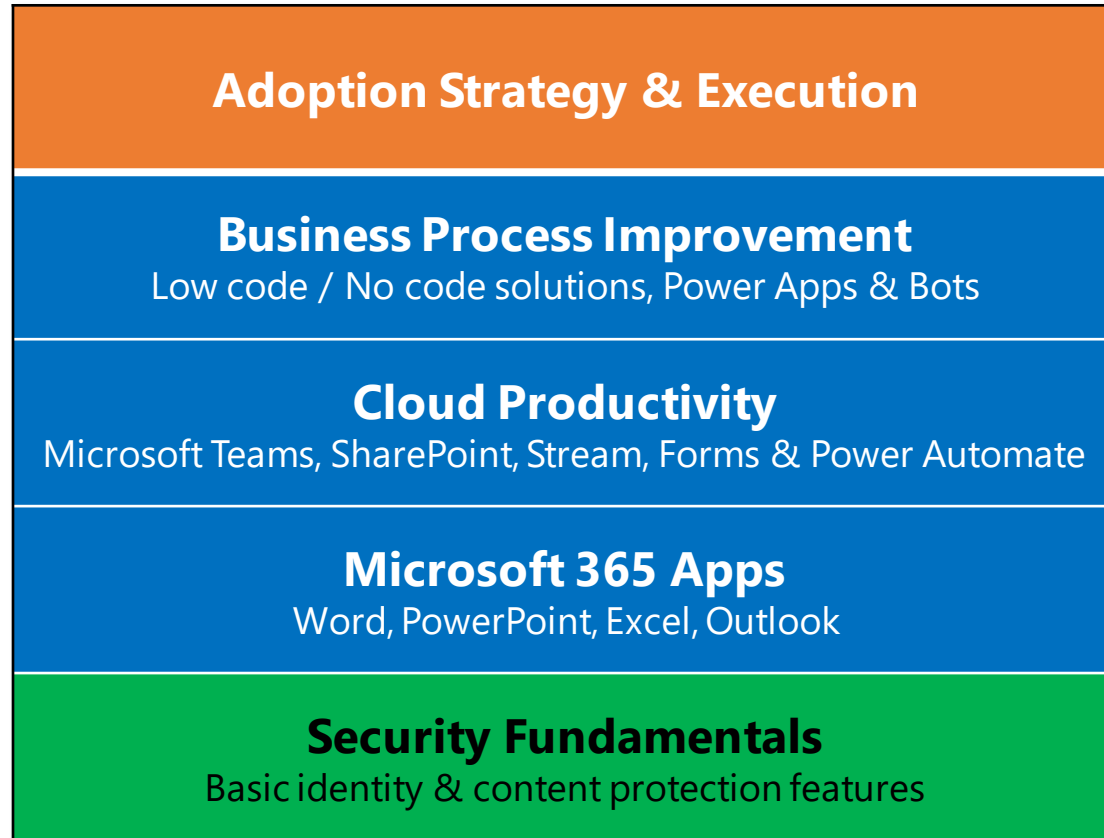 Adoption Strategy & Execution
Business Process Improvement
Low code / No code solutions, Power Apps & Bots
Cloud Productivity
Microsoft Teams, SharePoint, Stream, Forms & Power Automate
Microsoft 365 Apps
Word, PowerPoint, Excel, Outlook
Security Fundamentals
Basic identity & content protection features